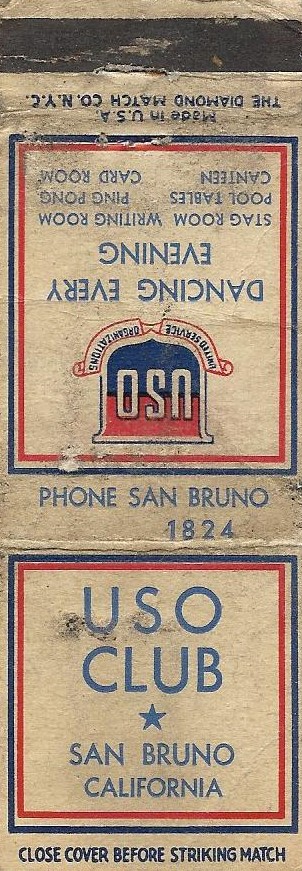 Made in U.S.A.
THE DIAMOND MATCH CO. N.Y.C.
USO
UNITED SERVICE ORGANIZATIONS
DANCING EVERY
EVENING
STAG ROOM WRITING ROOM
POOL TABLES PING PONG
CANTEEN CARD ROOM
PHONE SAN BRUNO
1824
USO
CLUB
SAN BRUNO
CALIFORNIA
CLOSE COVER BEFORE STRIKING MATCH